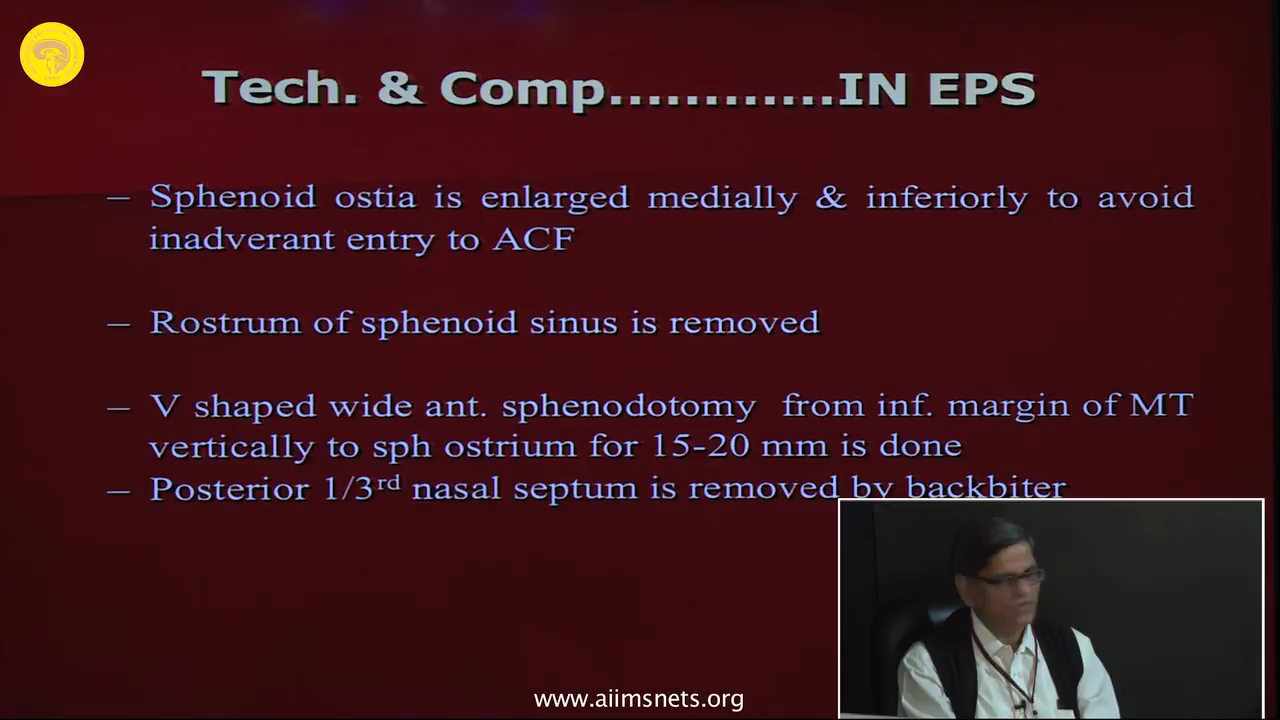 Tech. & Comp............IN EPS
– Sphenoid ostia is enlarged medially & inferiorly to avoid
inadverant entry to ACF
– Rostrum of sphenoid sinus is removed
– V shaped wide ant. sphenodotomy from inf. margin of MT
vertically to sph ostrium for 15-20 mm is done
– Posterior 1/3rd nasal septum is removed by backbiter
www.aiimsnets.org